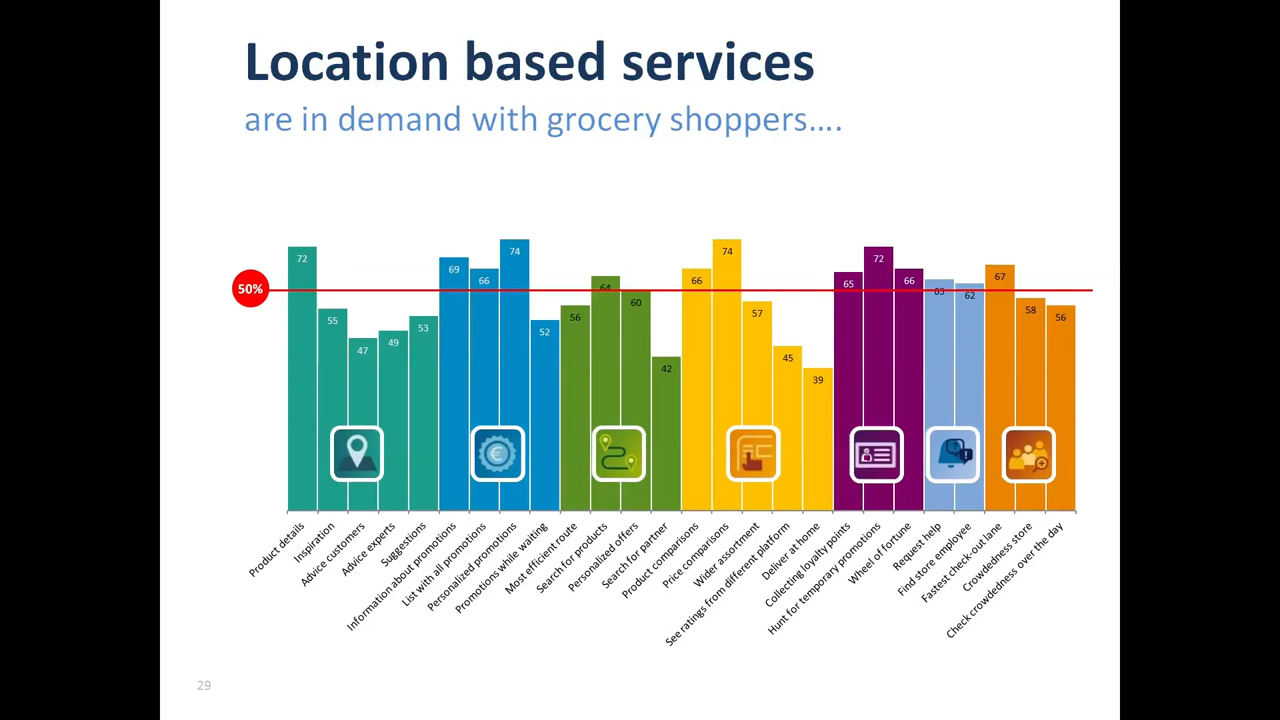 Location based services
are in demand with grocery shoppers….
50%
72
55
47
49
53
69
66
74
52
56
64
60
42
66
74
57
45
39
65
72
66
63
62
67
58
56
€
Product details
Inspiration
Advice customers
Advice experts
Suggestions
Information about promotions
List with all promotions
Personalized promotions
Promotions while waiting
Most efficient route
Search for products
Personalized offers
Search for partner
Product comparisons
Price comparisons
Wider assortment
See ratings from different platform
Deliver at home
Collecting loyalty points
Hunt for temporary promotions
Wheel of fortune
Request help
Find store employee
Fastest check-out lane
Crowdedness store
Check crowdedness over the day
29